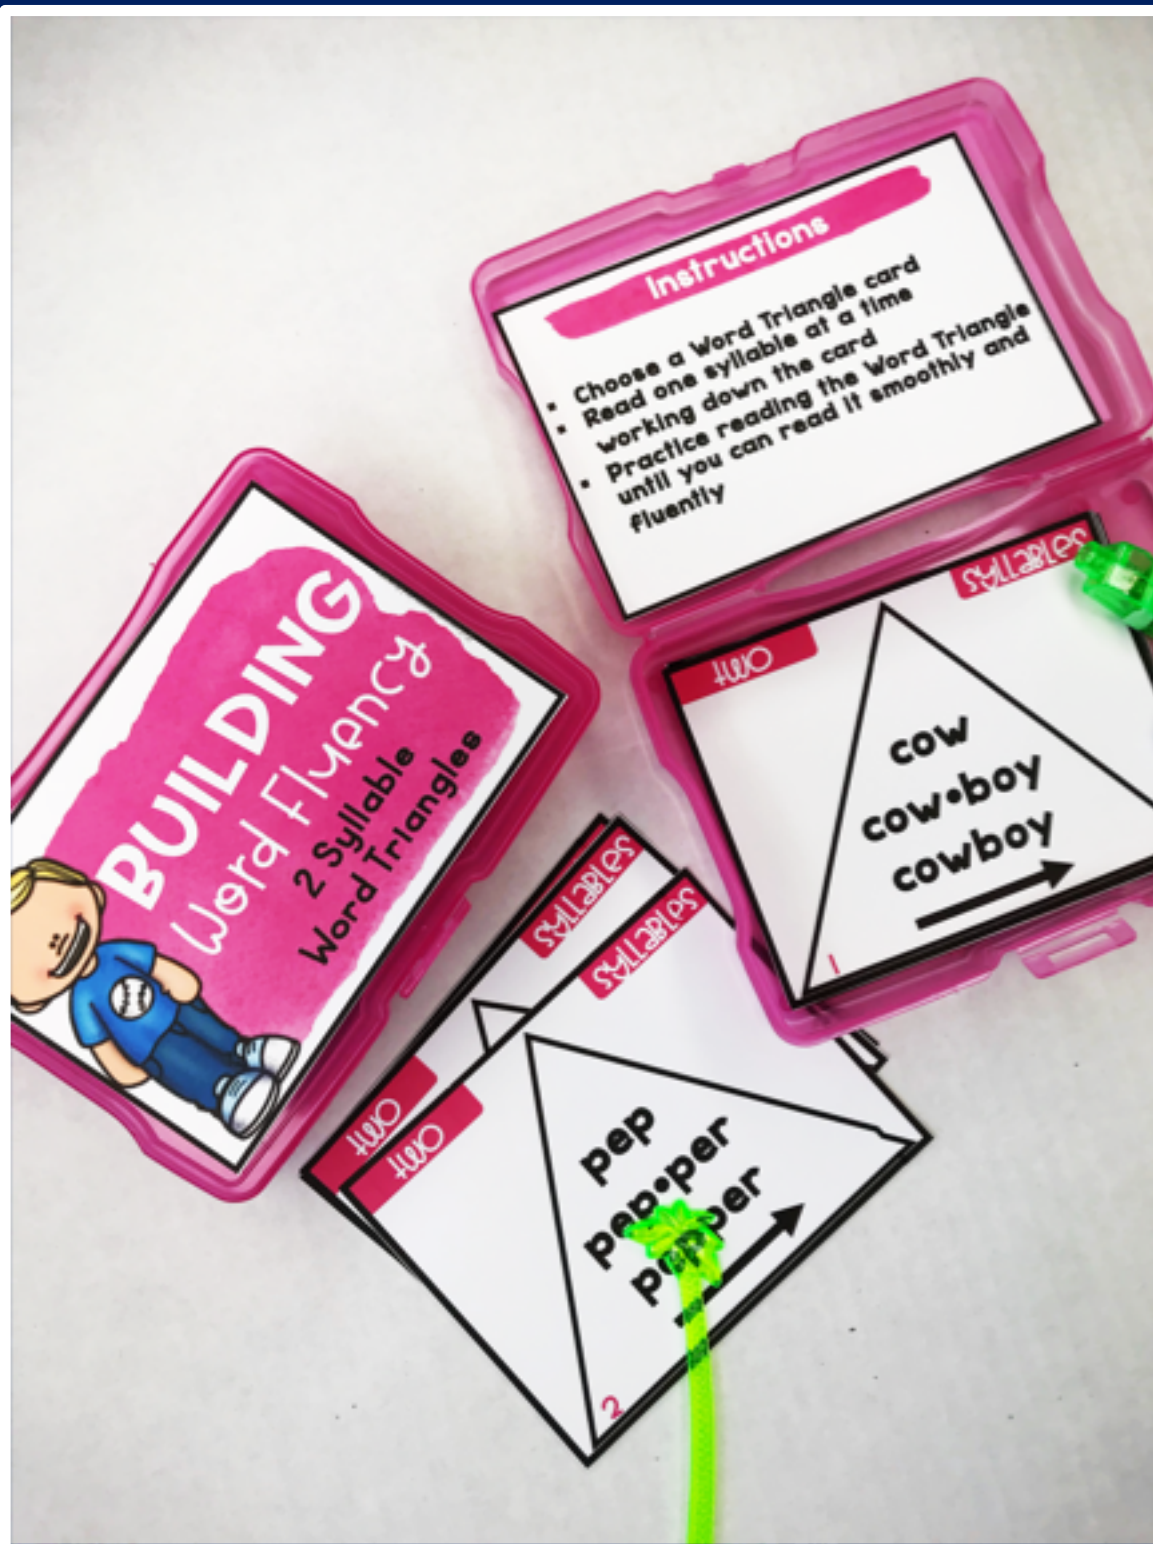 Instructions
• Choose a Word Triangle card
• Read one syllable at a time
working down the card
• Practice reading the Word Triangle
until you can read it smoothly and
fluently
BUILDING
Word Fluency
2 Syllable
Word Triangles
two
syllables
cow
cow•boy
cowboy
1
two
syllables
two
syllables
pep
pep•per
pepper
2